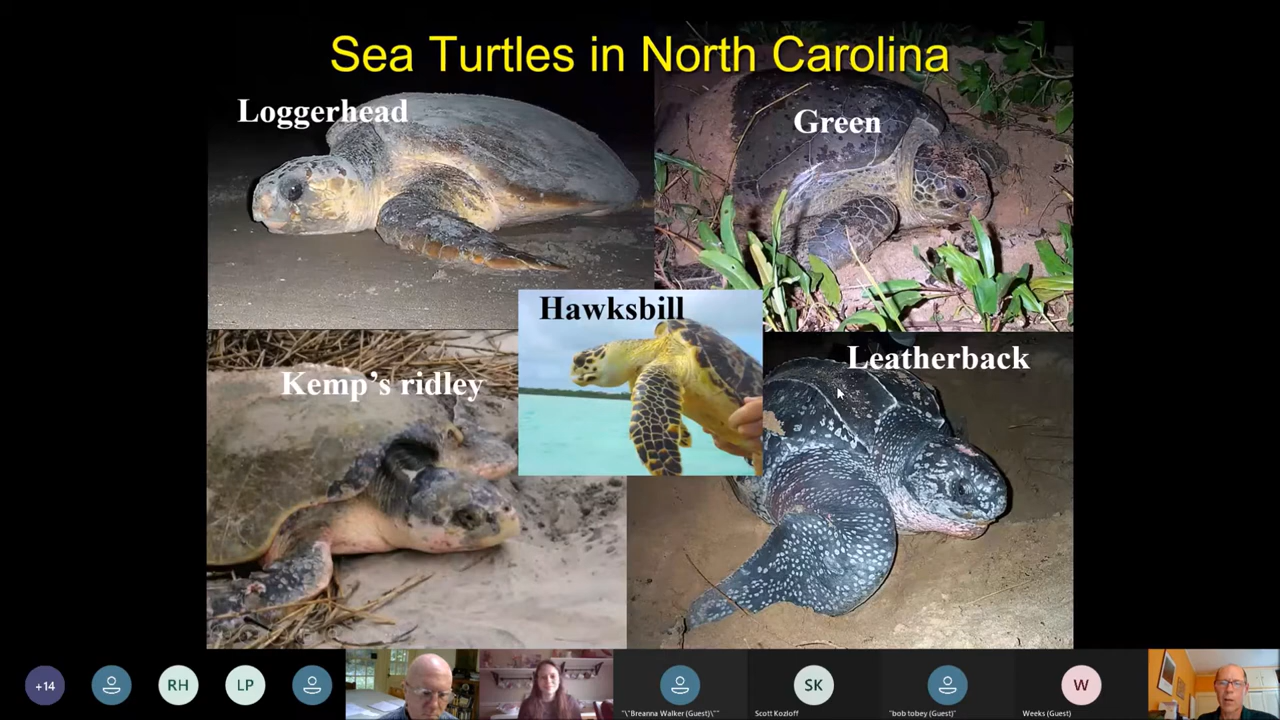 Sea Turtles in North Carolina
Loggerhead
Green
Hawksbill
Leatherback
Kemp's ridley
+14
RH
LP
SK
W
"\"Breanna Walker (Guest)\""
Scott Kozloff
"bob tobey (Guest)"
Weeks (Guest)